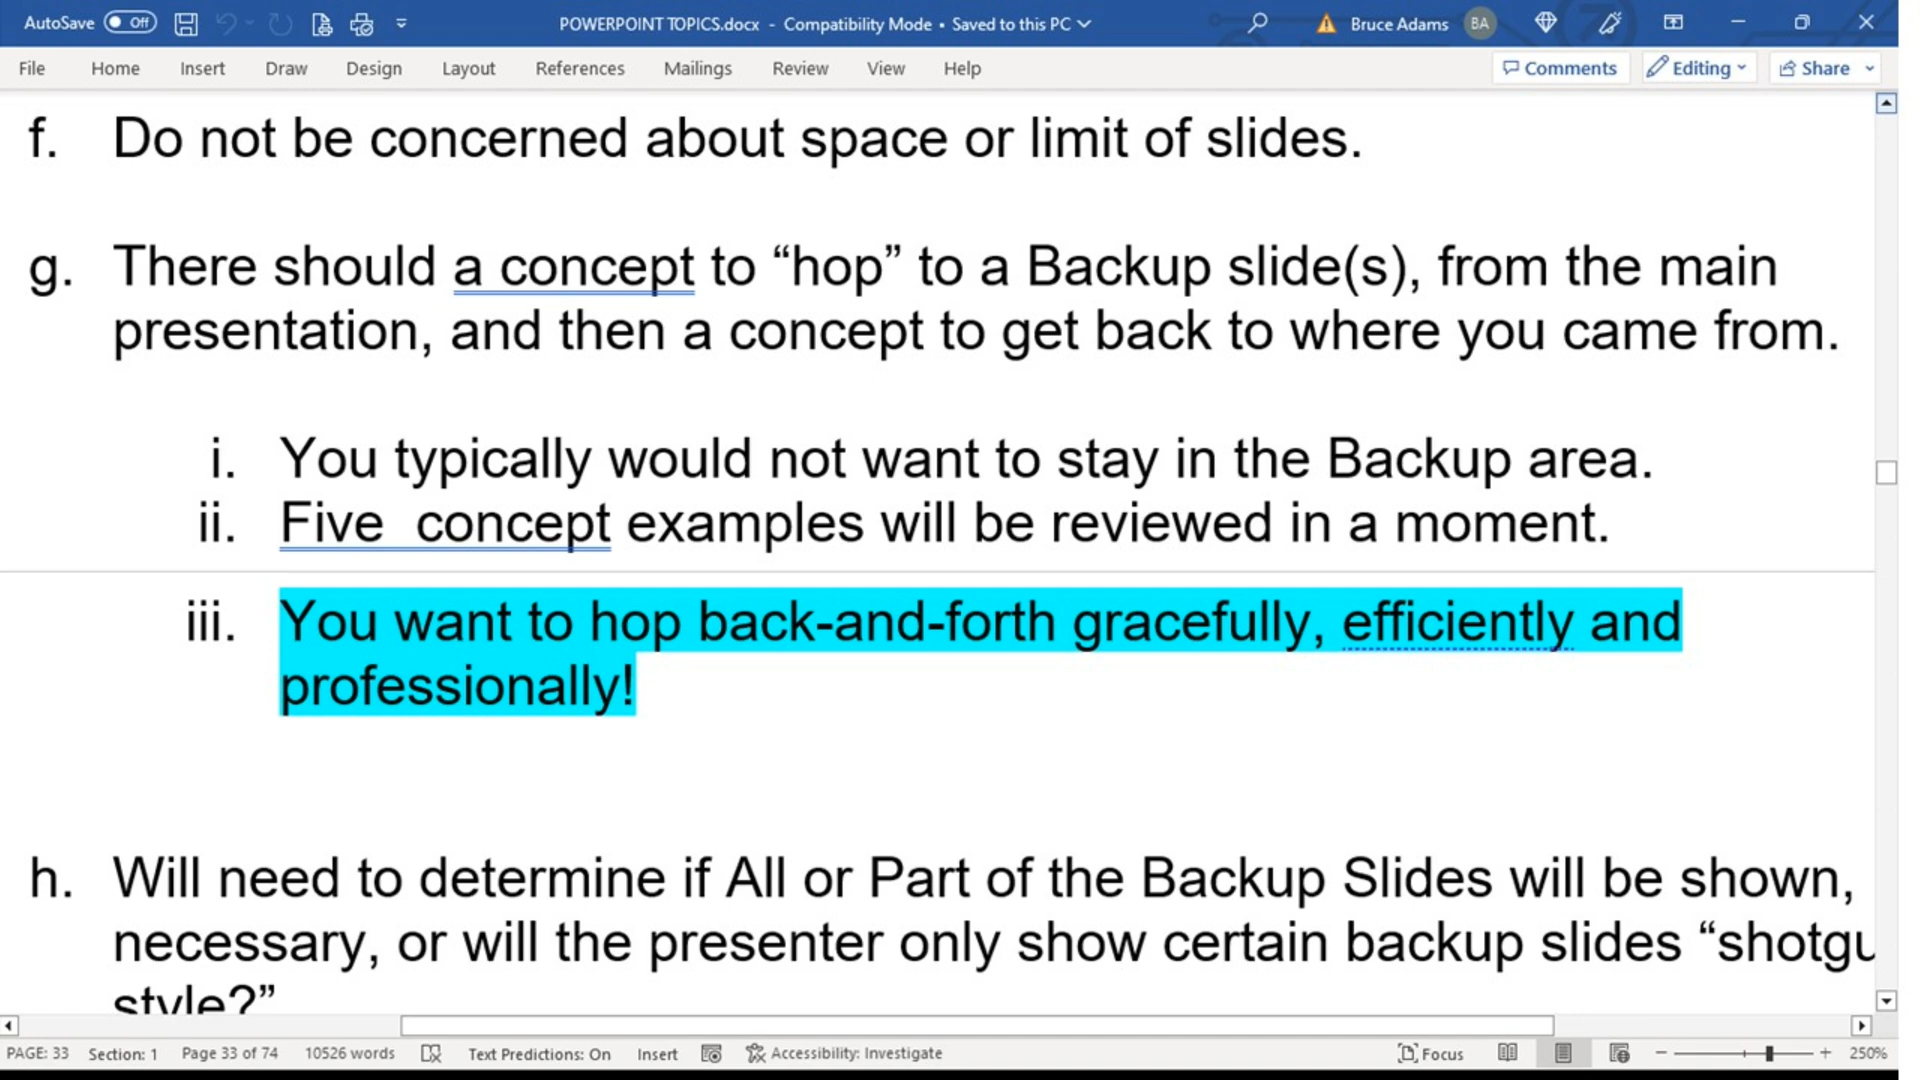 AutoSave Off POWERPOINT TOPICS.docx - Compatibility Mode • Saved to this PC Bruce Adams BA
File Home Insert Draw Design Layout References Mailings Review View Help Comments Editing Share
f. Do not be concerned about space or limit of slides.
g. There should a concept to “hop” to a Backup slide(s), from the main
presentation, and then a concept to get back to where you came from.
i. You typically would not want to stay in the Backup area.
ii. Five concept examples will be reviewed in a moment.
iii. You want to hop back-and-forth gracefully, efficiently and
professionally!
h. Will need to determine if All or Part of the Backup Slides will be shown,
necessary, or will the presenter only show certain backup slides “shotgu
style?”
PAGE: 33 Section: 1 Page 33 of 74 10526 words Text Predictions: On Insert Accessibility: Investigate Focus 250%